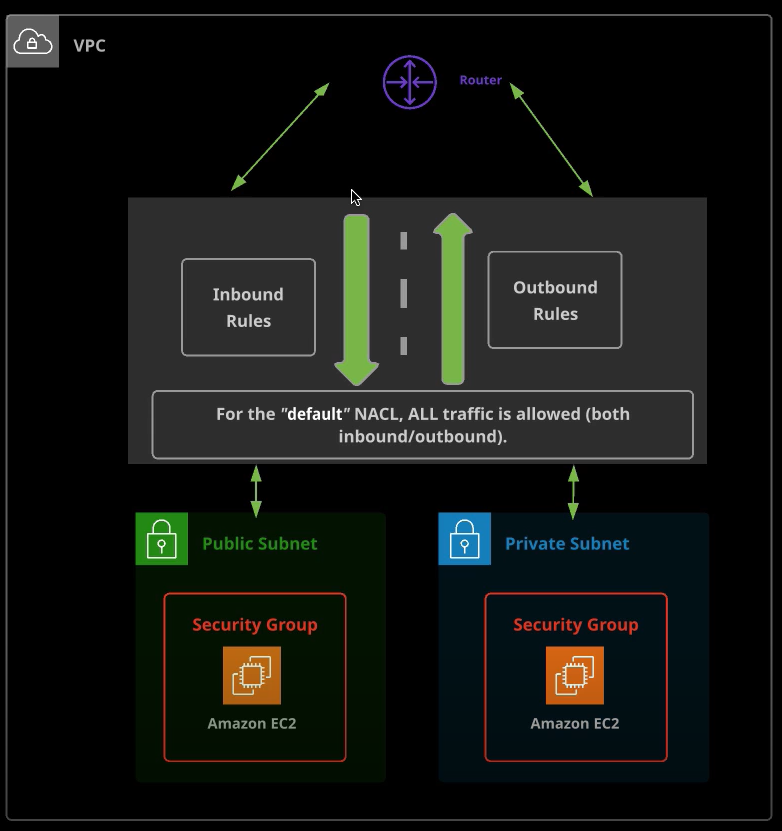 VPC
Router
Inbound
Rules
Outbound
Rules
For the "default" NACL, ALL traffic is allowed (both
inbound/outbound).
Public Subnet
Private Subnet
Security Group
Amazon EC2
Security Group
Amazon EC2